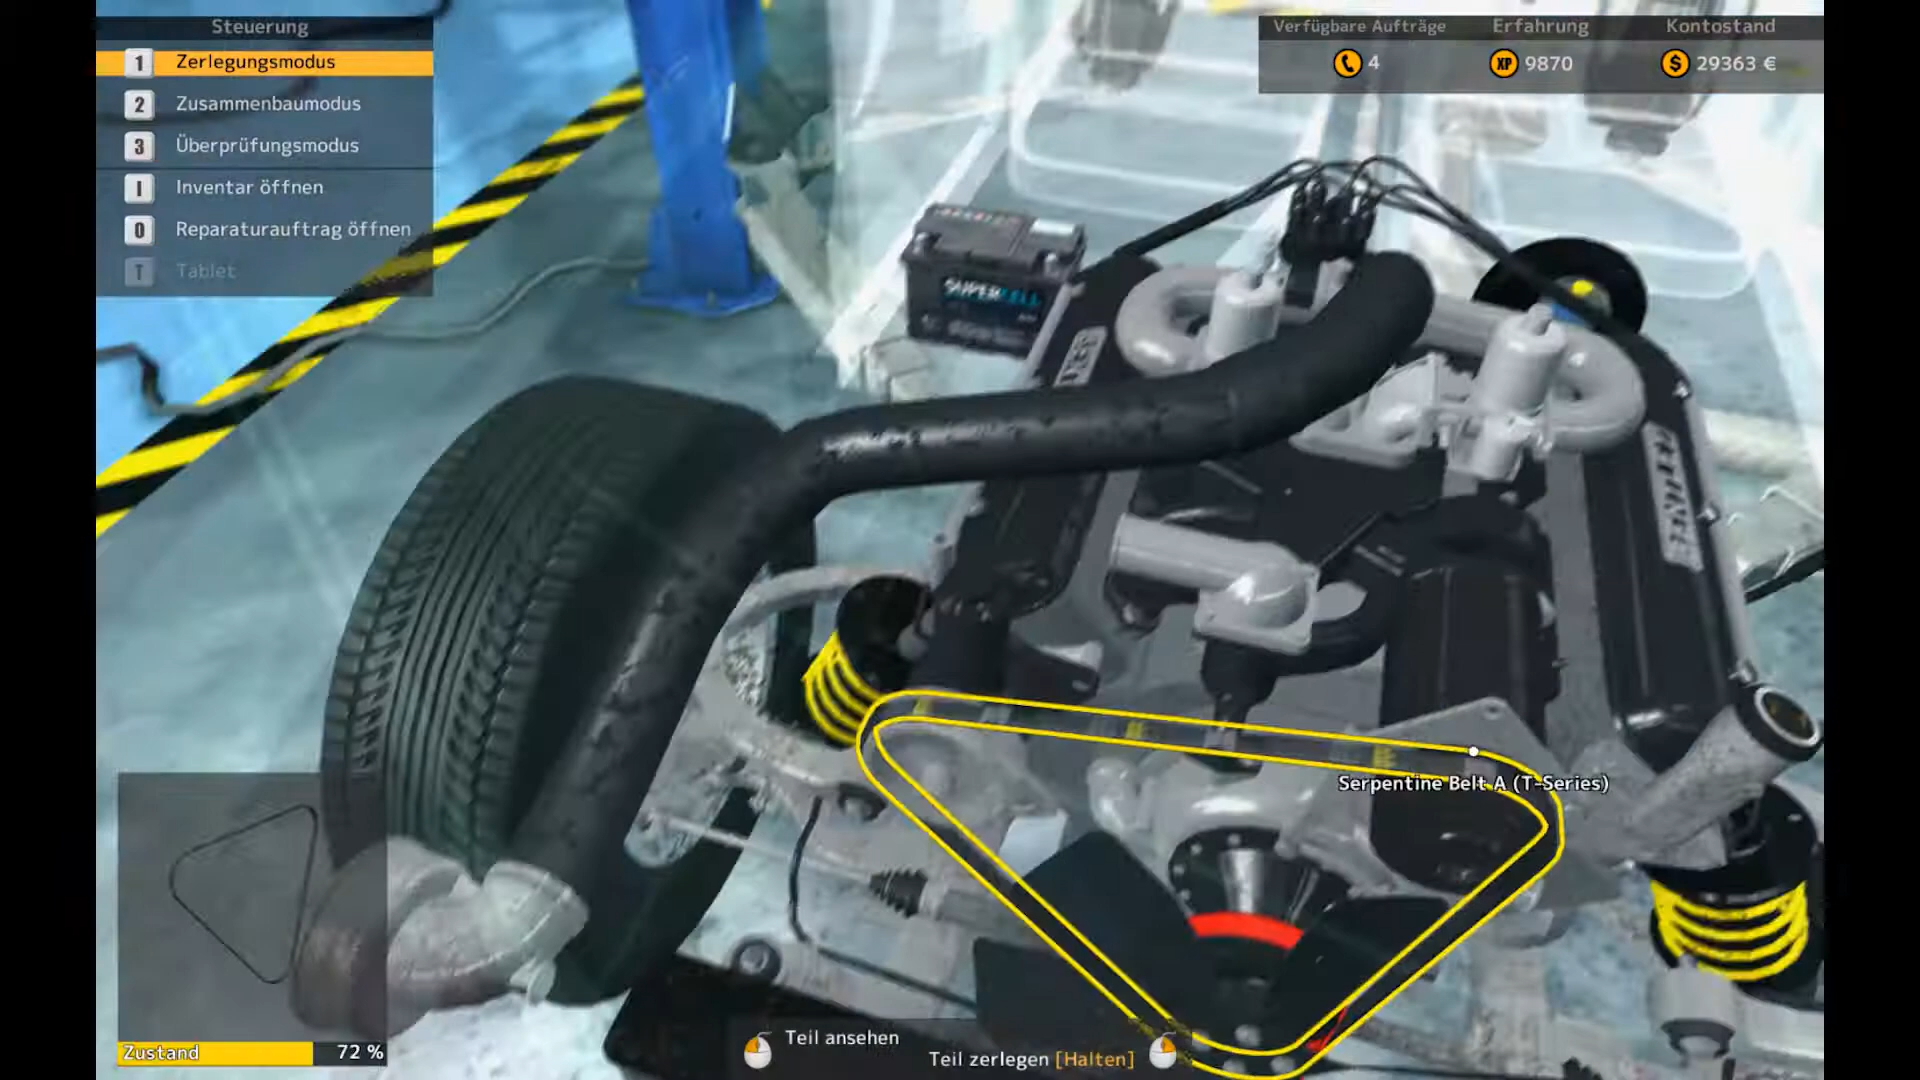 Steuerung
1 Zerlegungsmodus
2 Zusammenbaumodus
3 Überprüfungsmodus
I Inventar öffnen
O Reparaturauftrag öffnen
T Tablet
Verfügbare Aufträge Erfahrung Kontostand
4 XP 9870 $ 29363 €
SUPERCELL
Serpentine Belt A (T-Series)
Zustand 72 %
Teil ansehen
Teil zerlegen [Halten]